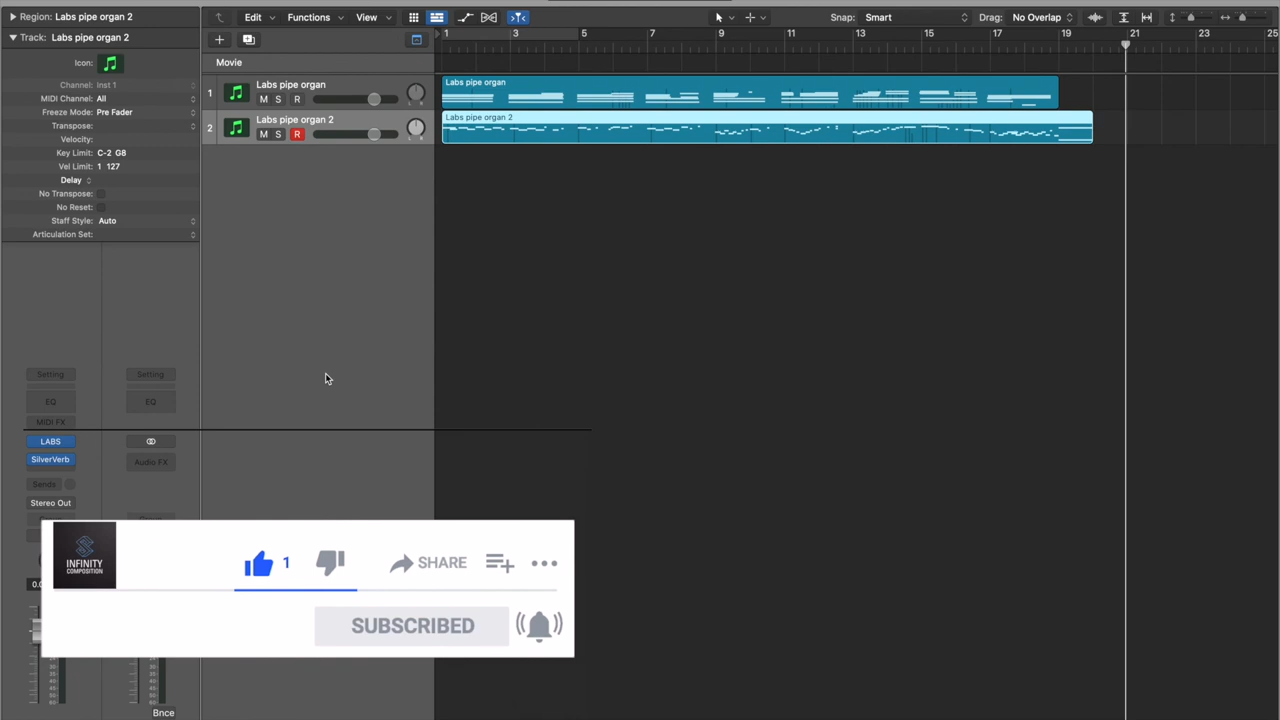 Region: Labs pipe organ 2
Edit Functions View
Snap: Smart
Drag: No Overlap
Track: Labs pipe organ 2
1 3 5 7 9 11 13 15 17 19 21 23 25
Icon:
Movie
Channel: Inst 1
MIDI Channel: All
Freeze Mode: Pre Fader
Transpose:
Velocity:
Key Limit: C-2 G8
Vel Limit: 1 127
Delay
No Transpose:
No Reset:
Staff Style: Auto
Articulation Set:
1 Labs pipe organ
M S R
L R
Labs pipe organ
2 Labs pipe organ 2
M S R
L R
Labs pipe organ 2
Setting Setting
EQ EQ
MIDI FX
LABS
SilverVerb Audio FX
Sends
Stereo Out
INFINITY
COMPOSITION
1
SHARE
SUBSCRIBED
0.0
Bnce